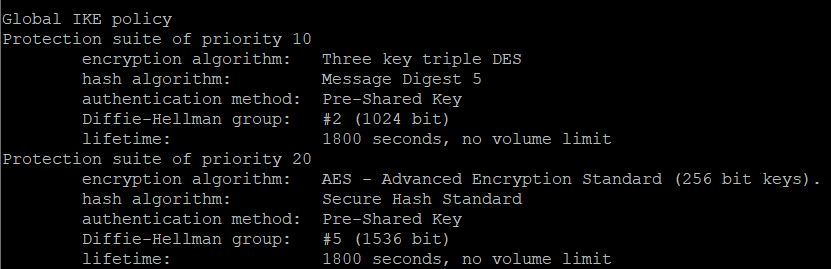 Global IKE policy
Protection suite of priority 10
encryption algorithm: Three key triple DES
hash algorithm: Message Digest 5
authentication method: Pre-Shared Key
Diffie-Hellman group: #2 (1024 bit)
lifetime: 1800 seconds, no volume limit
Protection suite of priority 20
encryption algorithm: AES - Advanced Encryption Standard (256 bit keys).
hash algorithm: Secure Hash Standard
authentication method: Pre-Shared Key
Diffie-Hellman group: #5 (1536 bit)
lifetime: 1800 seconds, no volume limit